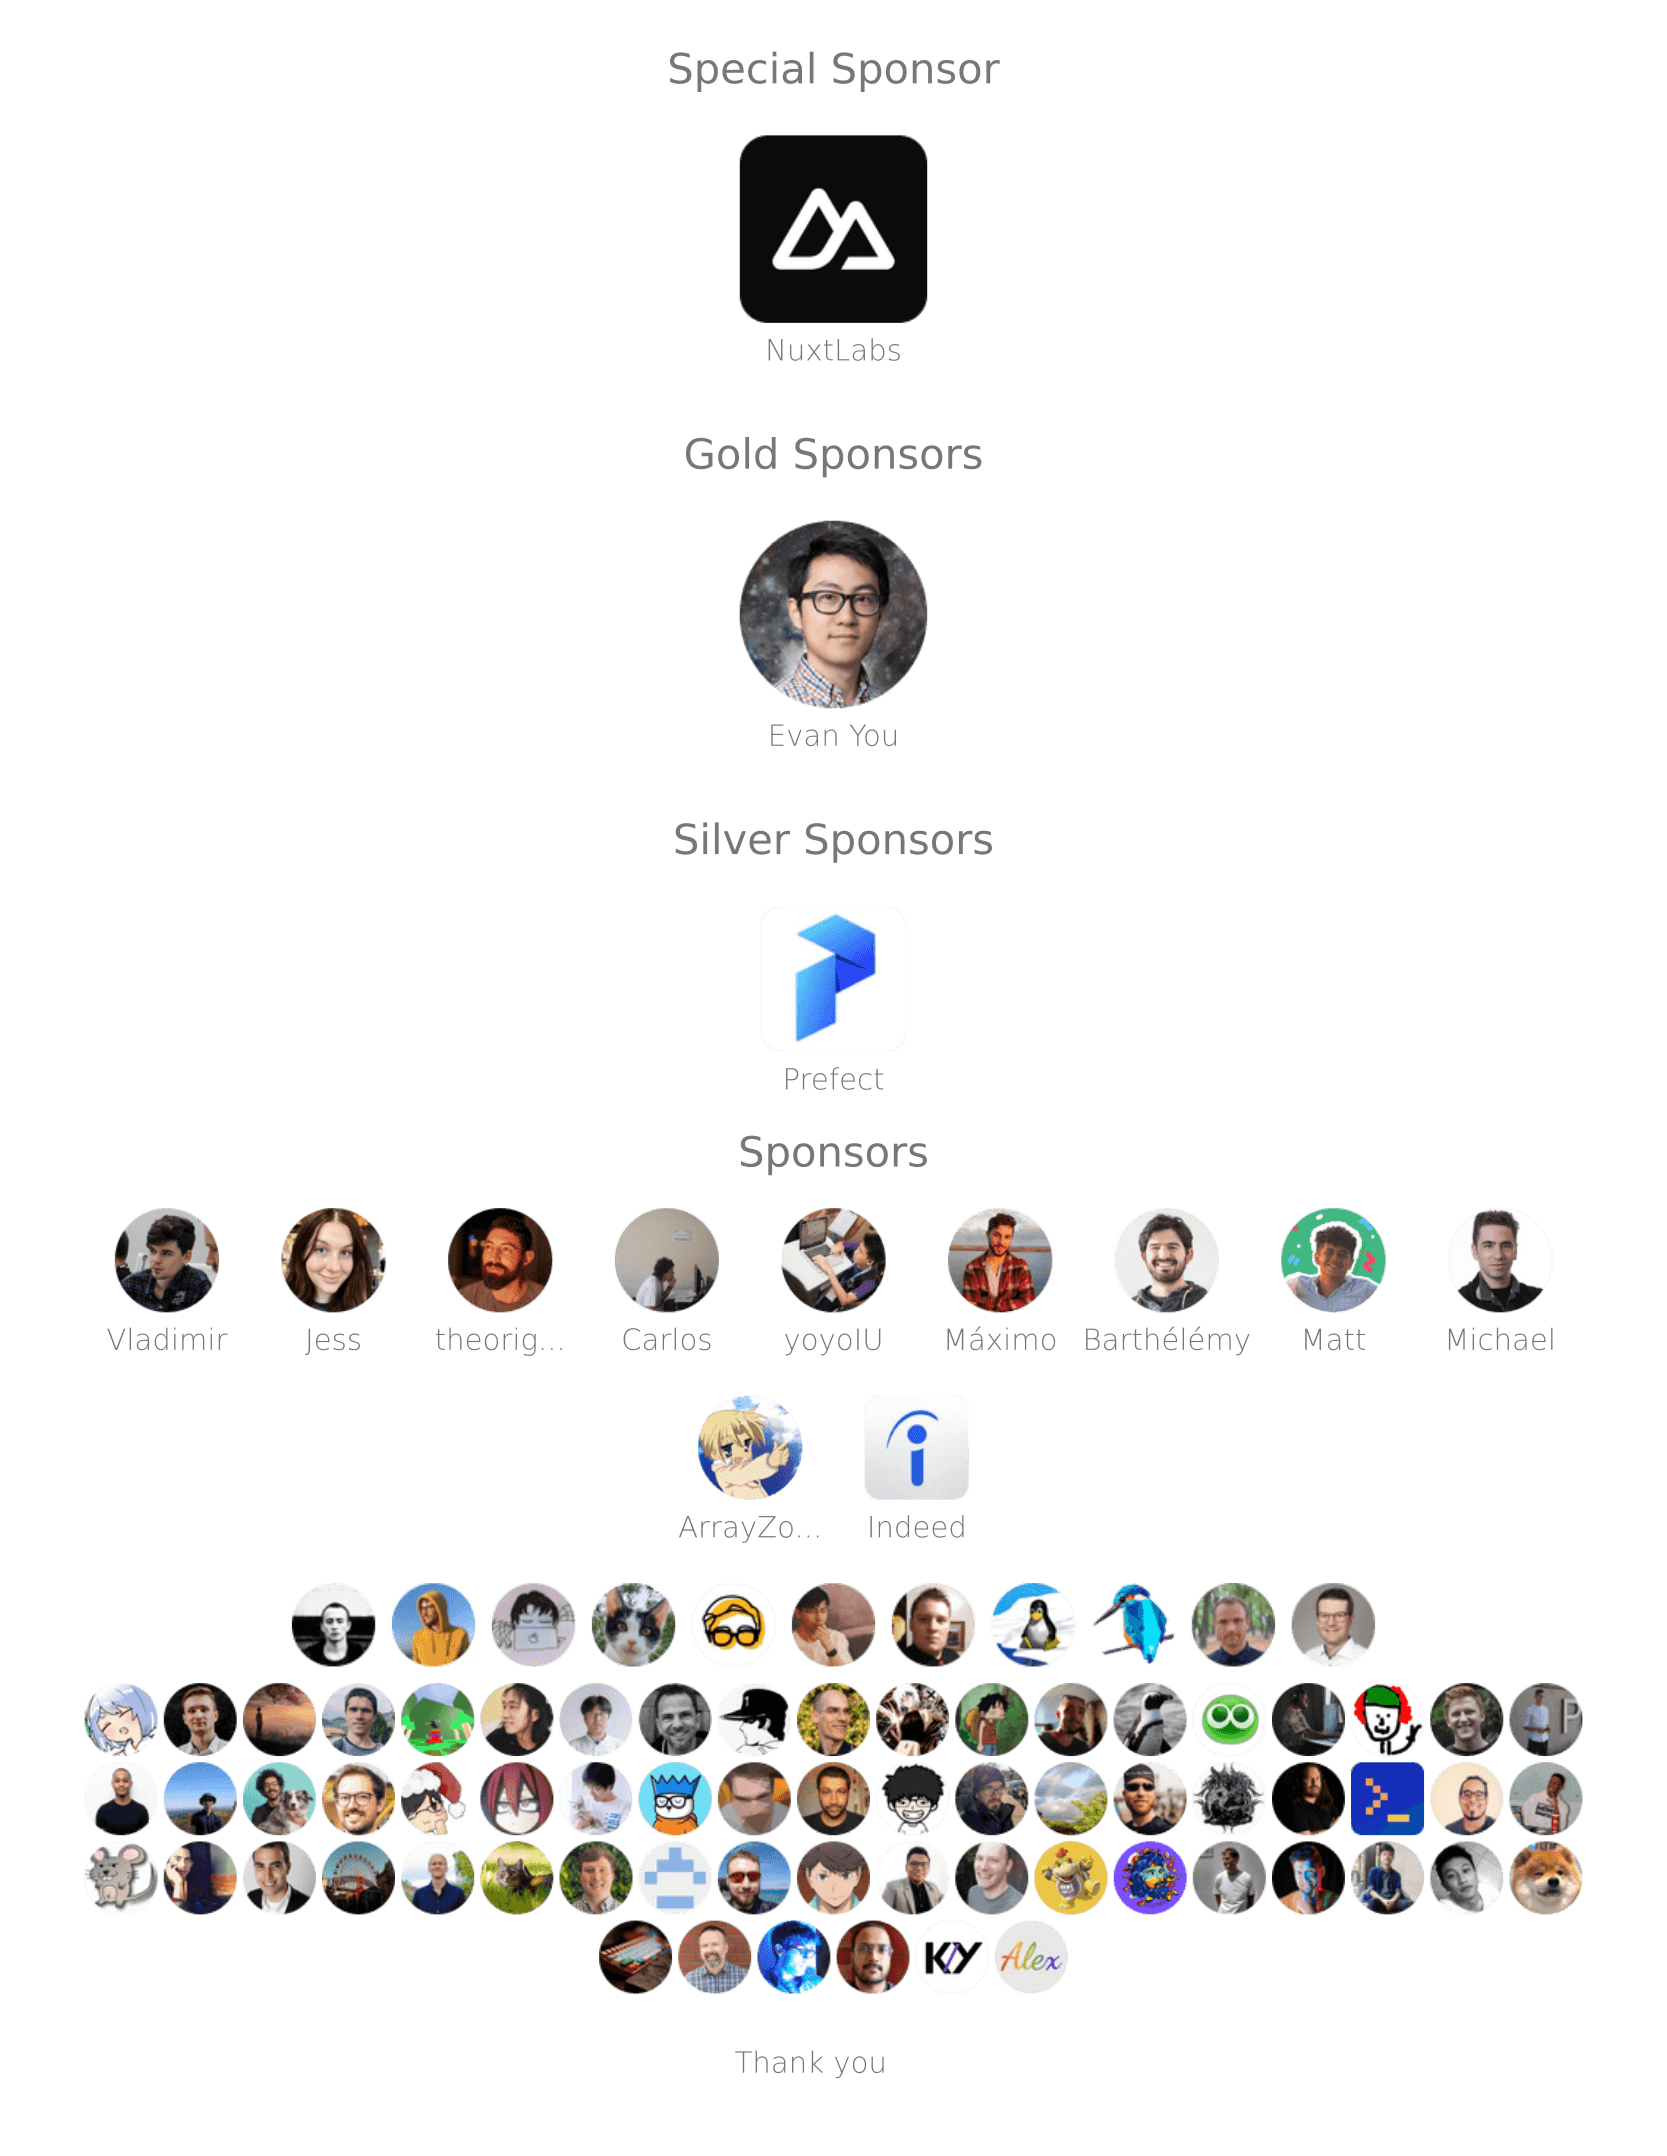 Special Sponsor
NuxtLabs
Gold Sponsors
Evan You
Silver Sponsors
Prefect
Sponsors
Vladimir Jess theorig... Carlos yoyoIU Máximo Barthélémy Matt Michael
ArrayZo... Indeed
P
KY Alex
Thank you